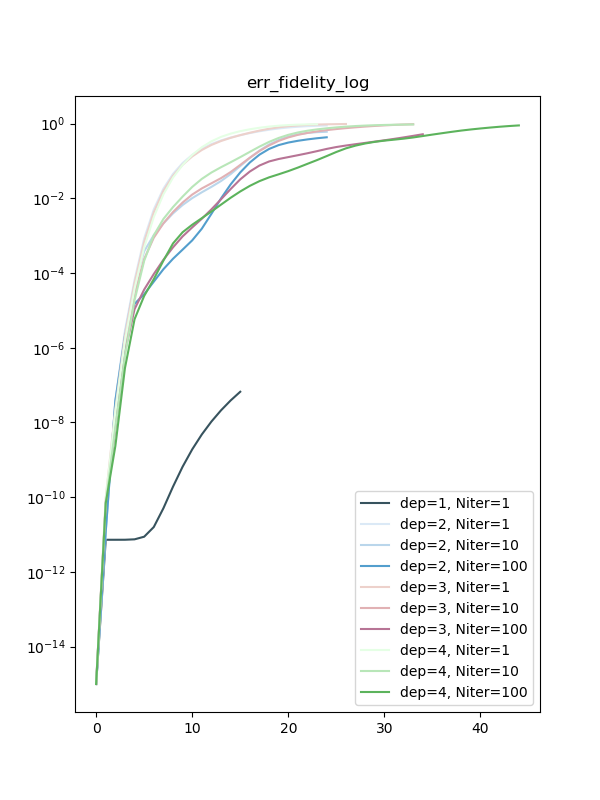 err_fidelity_log
10⁰
10⁻²
10⁻⁴
10⁻⁶
10⁻⁸
10⁻¹⁰
10⁻¹²
10⁻¹⁴
dep=1, Niter=1
dep=2, Niter=1
dep=2, Niter=10
dep=2, Niter=100
dep=3, Niter=1
dep=3, Niter=10
dep=3, Niter=100
dep=4, Niter=1
dep=4, Niter=10
dep=4, Niter=100
0 10 20 30 40